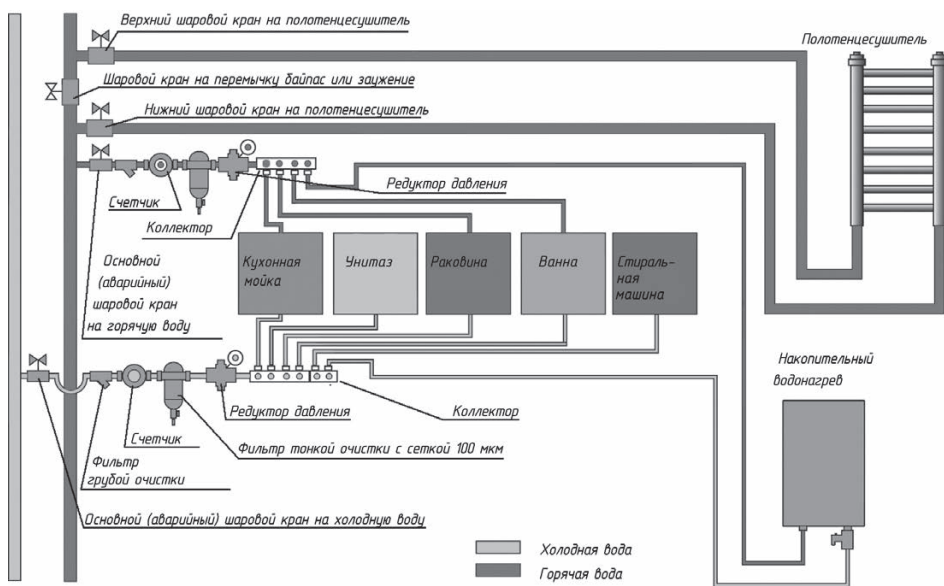 Верхний шаровой кран на полотенцесушитель
Полотенцесушитель
Шаровой кран на перемычку байпас или заужение
Нижний шаровой кран на полотенцесушитель
Редуктор давления
Счетчик
Коллектор
Кухонная
мойка
Унитаз
Раковина
Ванна
Стираль-
ная
машина
Основной
(аварийный)
шаровой кран
на горячую воду
Накопительный
водонагрев
Редуктор давления
Коллектор
Счетчик
Фильтр тонкой очистки с сеткой 100 мкм
Фильтр
грубой очистки
Основной (аварийный) шаровой кран на холодную воду
Холодная вода
Горячая вода